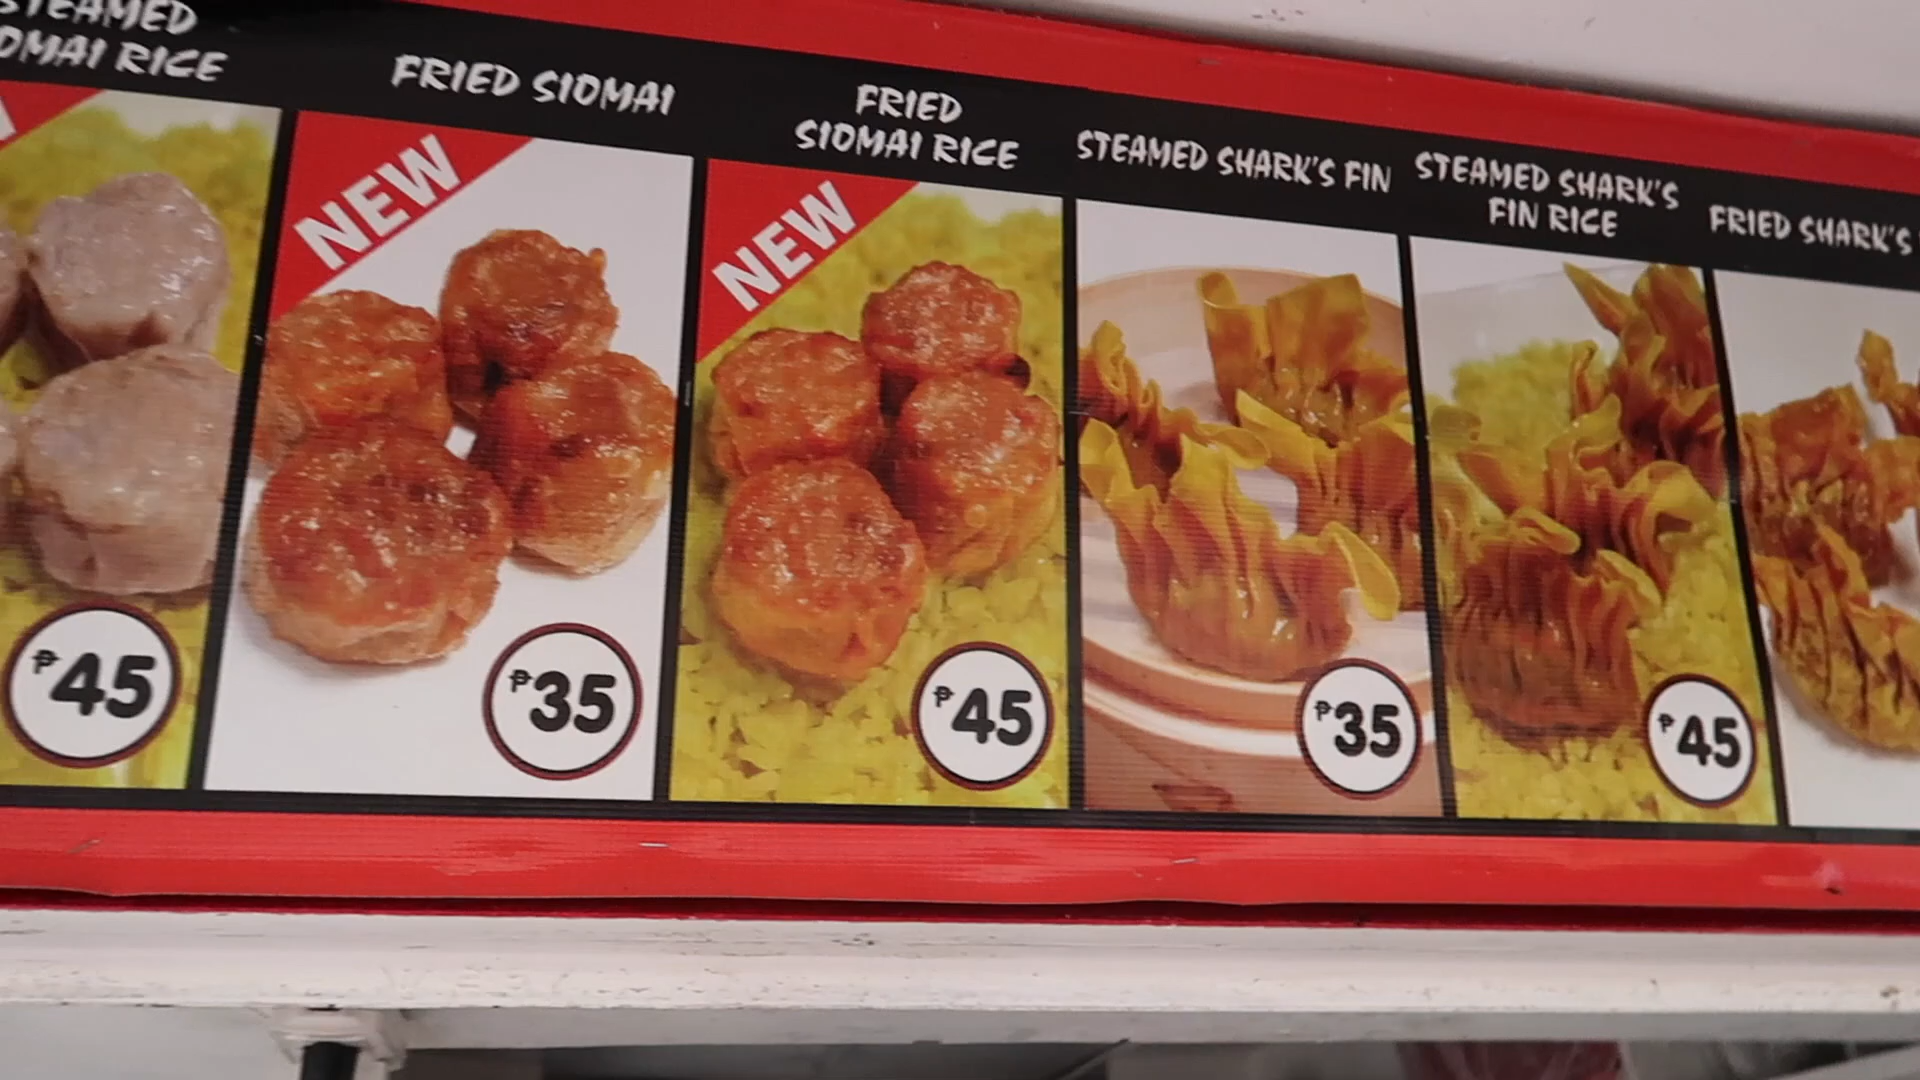 STEAMED
RICE
FRIED SIOMAI
FRIED
SIOMAI RICE
STEAMED SHARK'S FIN
STEAMED SHARK'S
FIN RICE
FRIED SHARK'S
NEW
NEW
₱45
₱35
₱45
₱35
₱45